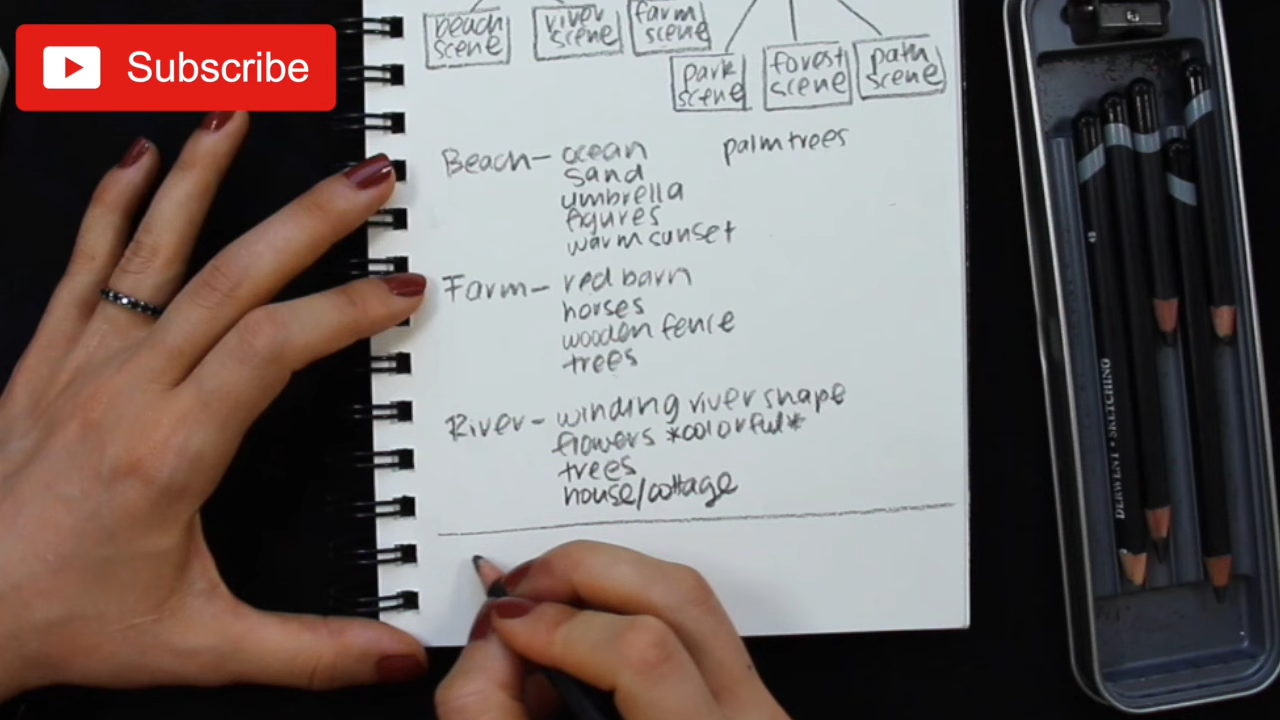 Subscribe
beach scene
river scene
farm scene
park scene
forest scene
path scene
Beach - ocean
palm trees
sand
umbrella
figures
warm sunset
Farm - red barn
horses
wooden fence
trees
River - winding river shape
flowers *colorful*
trees
house/cottage
DERWENT • SKETCHING